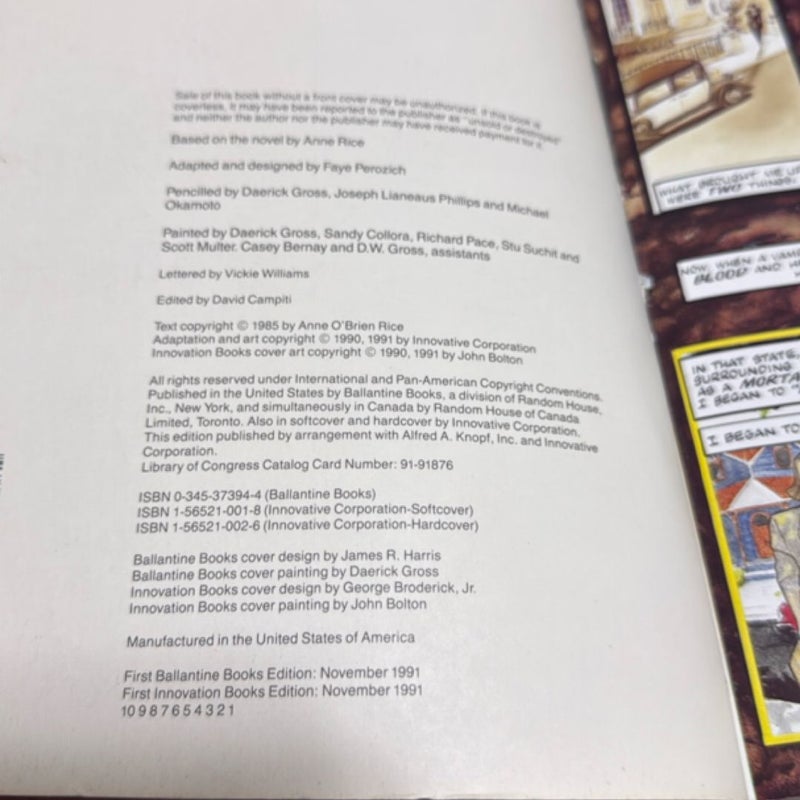 Sale of this book without a front cover may be unauthorized. If this book is
coverless, it may have been reported to the publisher as "unsold or destroyed"
and neither the author nor the publisher may have received payment for it.
Based on the novel by Anne Rice
Adapted and designed by Faye Perozich
Pencilled by Daerick Gross, Joseph Lianeaus Phillips and Michael
Okamoto
Painted by Daerick Gross, Sandy Collora, Richard Pace, Stu Suchit and
Scott Multer. Casey Bernay and D.W. Gross, assistants
Lettered by Vickie Williams
Edited by David Campiti
Text copyright © 1985 by Anne O'Brien Rice
Adaptation and art copyright © 1990, 1991 by Innovative Corporation
Innovation Books cover art copyright © 1990, 1991 by John Bolton
All rights reserved under International and Pan-American Copyright Conventions.
Published in the United States by Ballantine Books, a division of Random House,
Inc., New York, and simultaneously in Canada by Random House of Canada
Limited, Toronto. Also in softcover and hardcover by Innovative Corporation.
This edition published by arrangement with Alfred A. Knopf, Inc. and Innovative
Corporation.
Library of Congress Catalog Card Number: 91-91876
ISBN 0-345-37394-4 (Ballantine Books)
ISBN 1-56521-001-8 (Innovative Corporation-Softcover)
ISBN 1-56521-002-6 (Innovative Corporation-Hardcover)
Ballantine Books cover design by James R. Harris
Ballantine Books cover painting by Daerick Gross
Innovation Books cover design by George Broderick, Jr.
Innovation Books cover painting by John Bolton
Manufactured in the United States of America
First Ballantine Books Edition: November 1991
First Innovation Books Edition: November 1991
10 9 8 7 6 5 4 3 2 1
WHAT BROUGHT ME
WERE TWO THINGS.
NOW, WHEN A
BLOOD AND
IN THAT STATE,
SURROUNDING
AS A
I BEGAN TO
I BEGAN TO